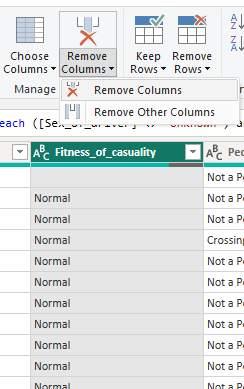 Choose Columns
Remove Columns
Keep Rows
Remove Rows
A
Z
Z
A
Manage
Remove Columns
Remove Other Columns
each ([Sex_of_driver] <> "Unknown") a
ABC Fitness_of_casuality
ABC Pe
Not a Pe
Normal Not a Pe
Normal Not a Pe
Normal Crossing
Normal Not a Pe
Normal Not a Pe
Normal Not a Pe
Normal Not a Pe
Normal Not a Pe
Normal Not a Pe
Normal Not a Pe